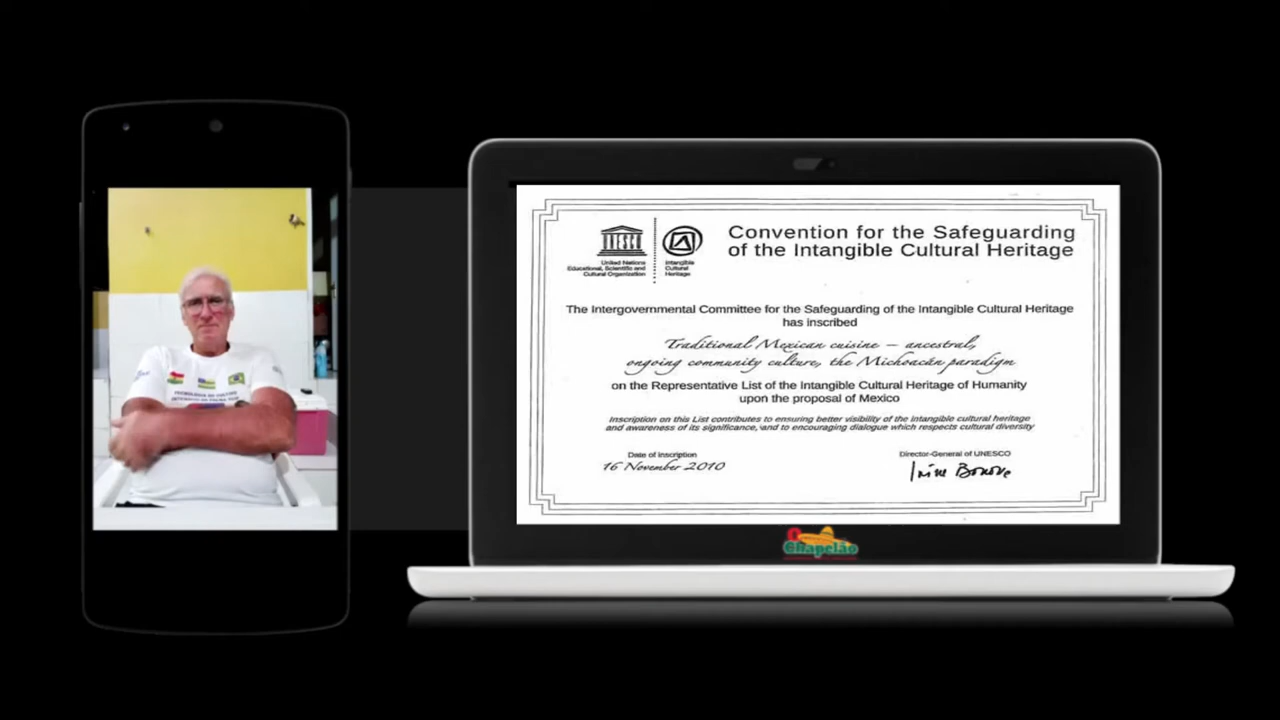 TECNOLOGIA DE CULTIVO
UNESCO
United Nations
Educational, Scientific and
Cultural Organization
Intangible
Cultural
Heritage
Convention for the Safeguarding
of the Intangible Cultural Heritage
The Intergovernmental Committee for the Safeguarding of the Intangible Cultural Heritage
has inscribed
Traditional Mexican cuisine – ancestral,
ongoing community culture, the Michoacán paradigm
on the Representative List of the Intangible Cultural Heritage of Humanity
upon the proposal of Mexico
Inscription on this List contributes to ensuring better visibility of the intangible cultural heritage
and awareness of its significance, and to encouraging dialogue which respects cultural diversity
Date of inscription
16 November 2010
Director-General of UNESCO
O
Chapelão